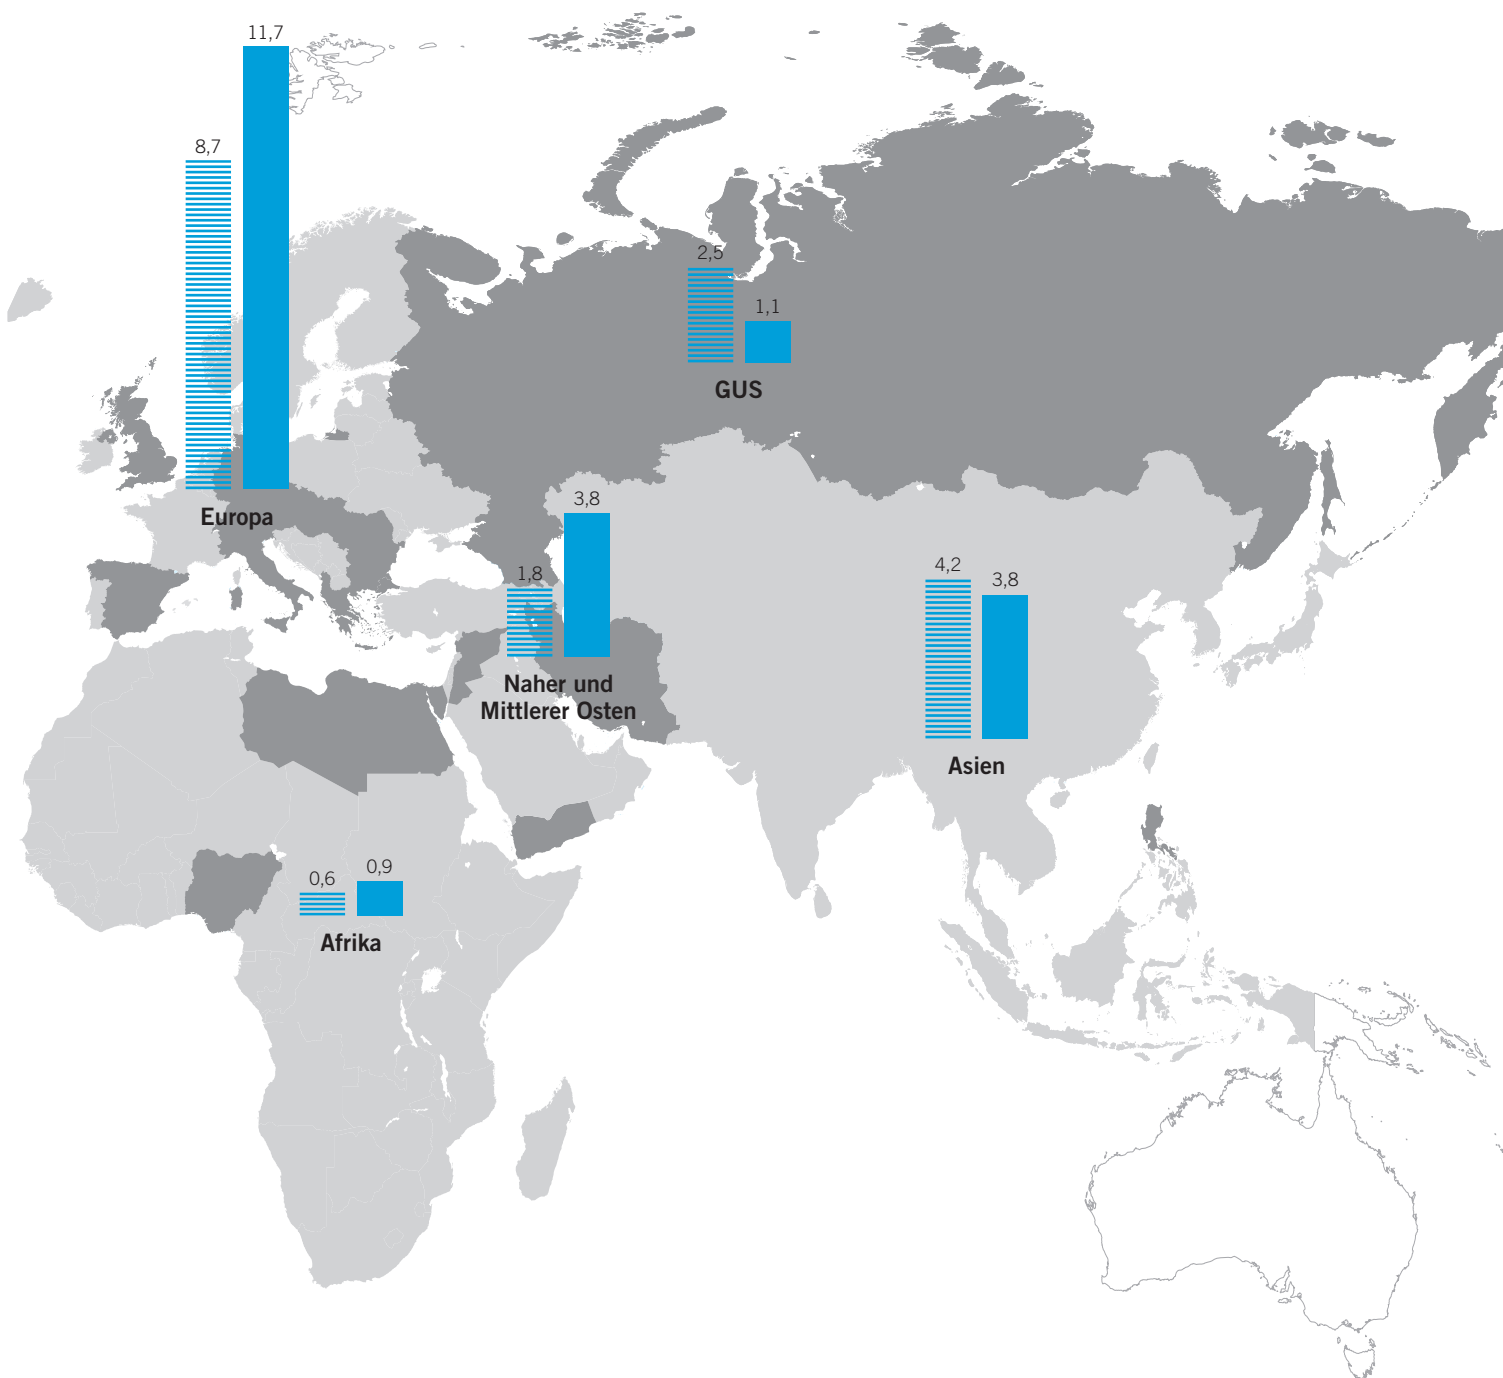 11,7
8,7
Europa
2,5
1,1
GUS
3,8
1,8
Naher und
Mittlerer Osten
4,2
3,8
Asien
0,6
0,9
Afrika